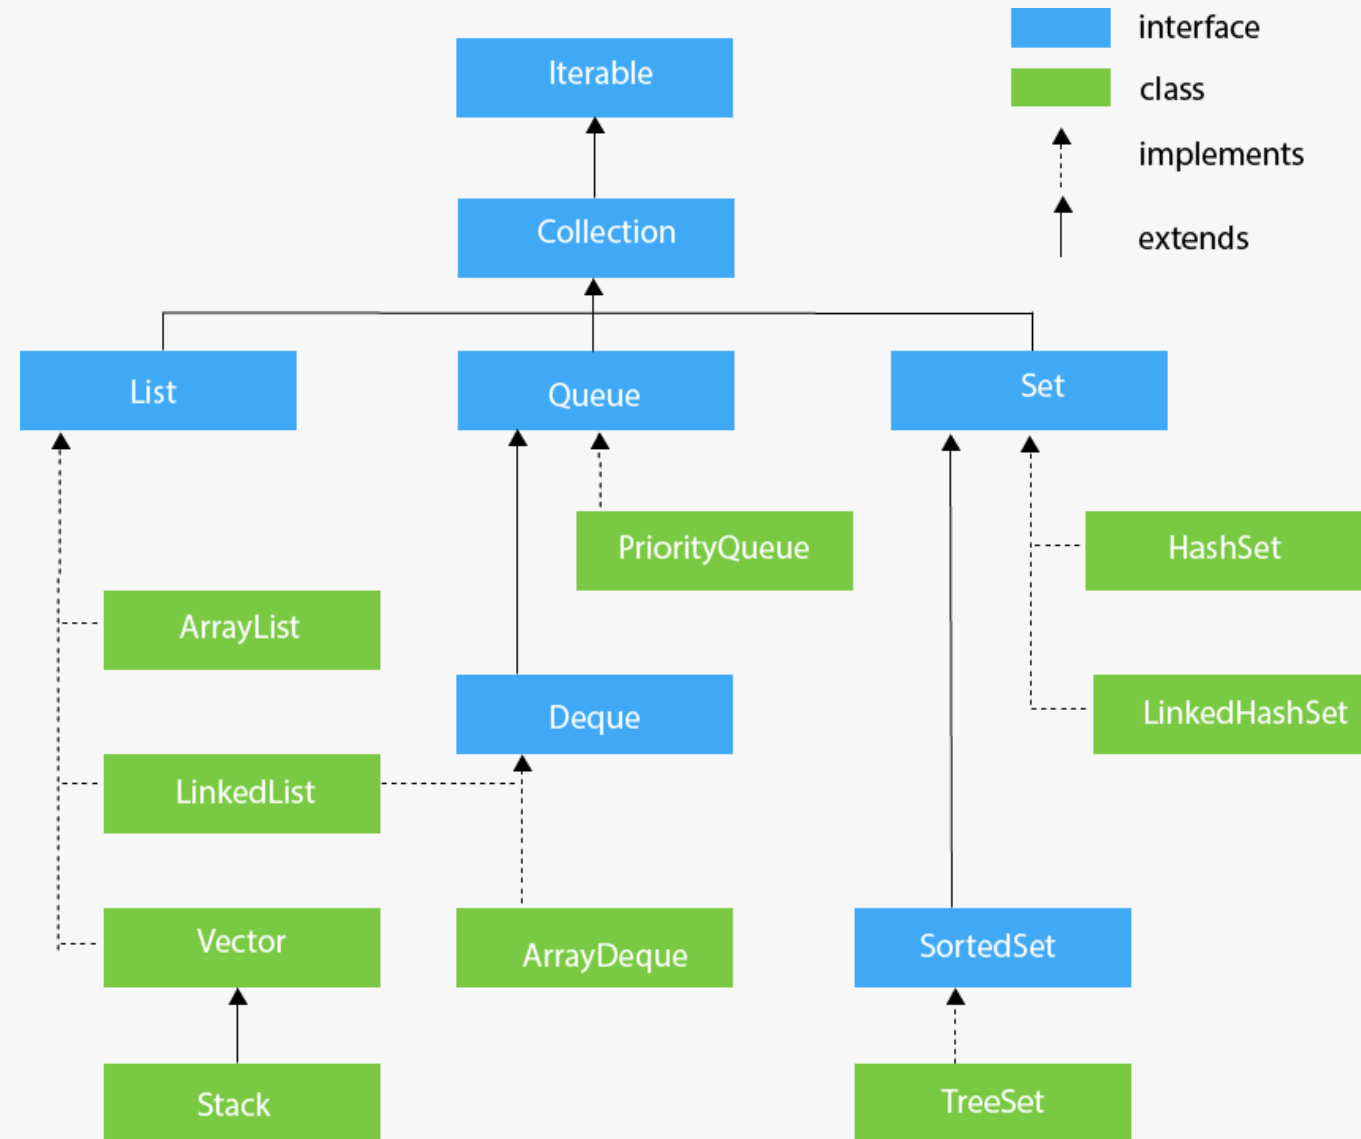 interface
Iterable
class
implements
Collection
extends
List
Queue
Set
PriorityQueue
HashSet
ArrayList
Deque
LinkedHashSet
LinkedList
Vector
ArrayDeque
SortedSet
Stack
TreeSet